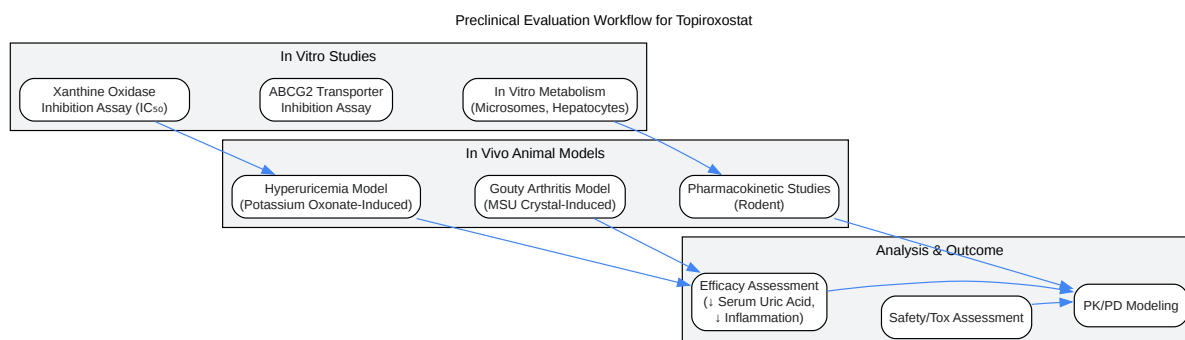 Preclinical Evaluation Workflow for Topiroxostat
In Vitro Studies
Xanthine Oxidase
Inhibition Assay (IC₅₀)
ABCG2 Transporter
Inhibition Assay
In Vitro Metabolism
(Microsomes, Hepatocytes)
In Vivo Animal Models
Hyperuricemia Model
(Potassium Oxonate-Induced)
Gouty Arthritis Model
(MSU Crystal-Induced)
Pharmacokinetic Studies
(Rodent)
Analysis & Outcome
Efficacy Assessment
(↓ Serum Uric Acid,
↓ Inflammation)
Safety/Tox Assessment
PK/PD Modeling